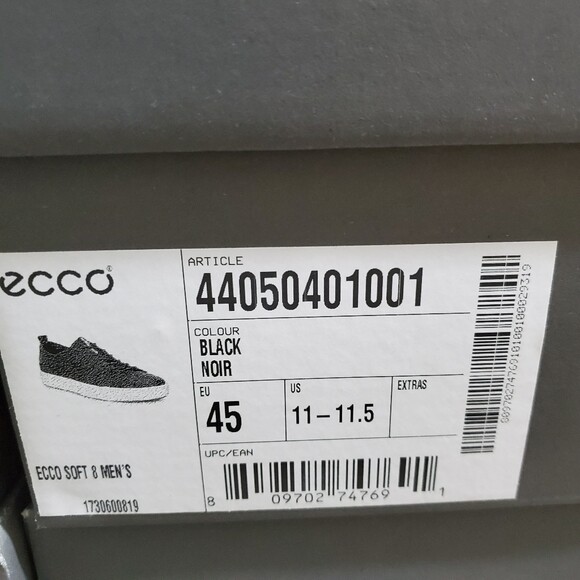 ecco®
ARTICLE
44050401001
COLOUR
BLACK
NOIR
EU
45
US
11-11.5
EXTRAS
UPC/EAN
8 09702 74769 1
ECCO SOFT 8 MEN'S
1730600819